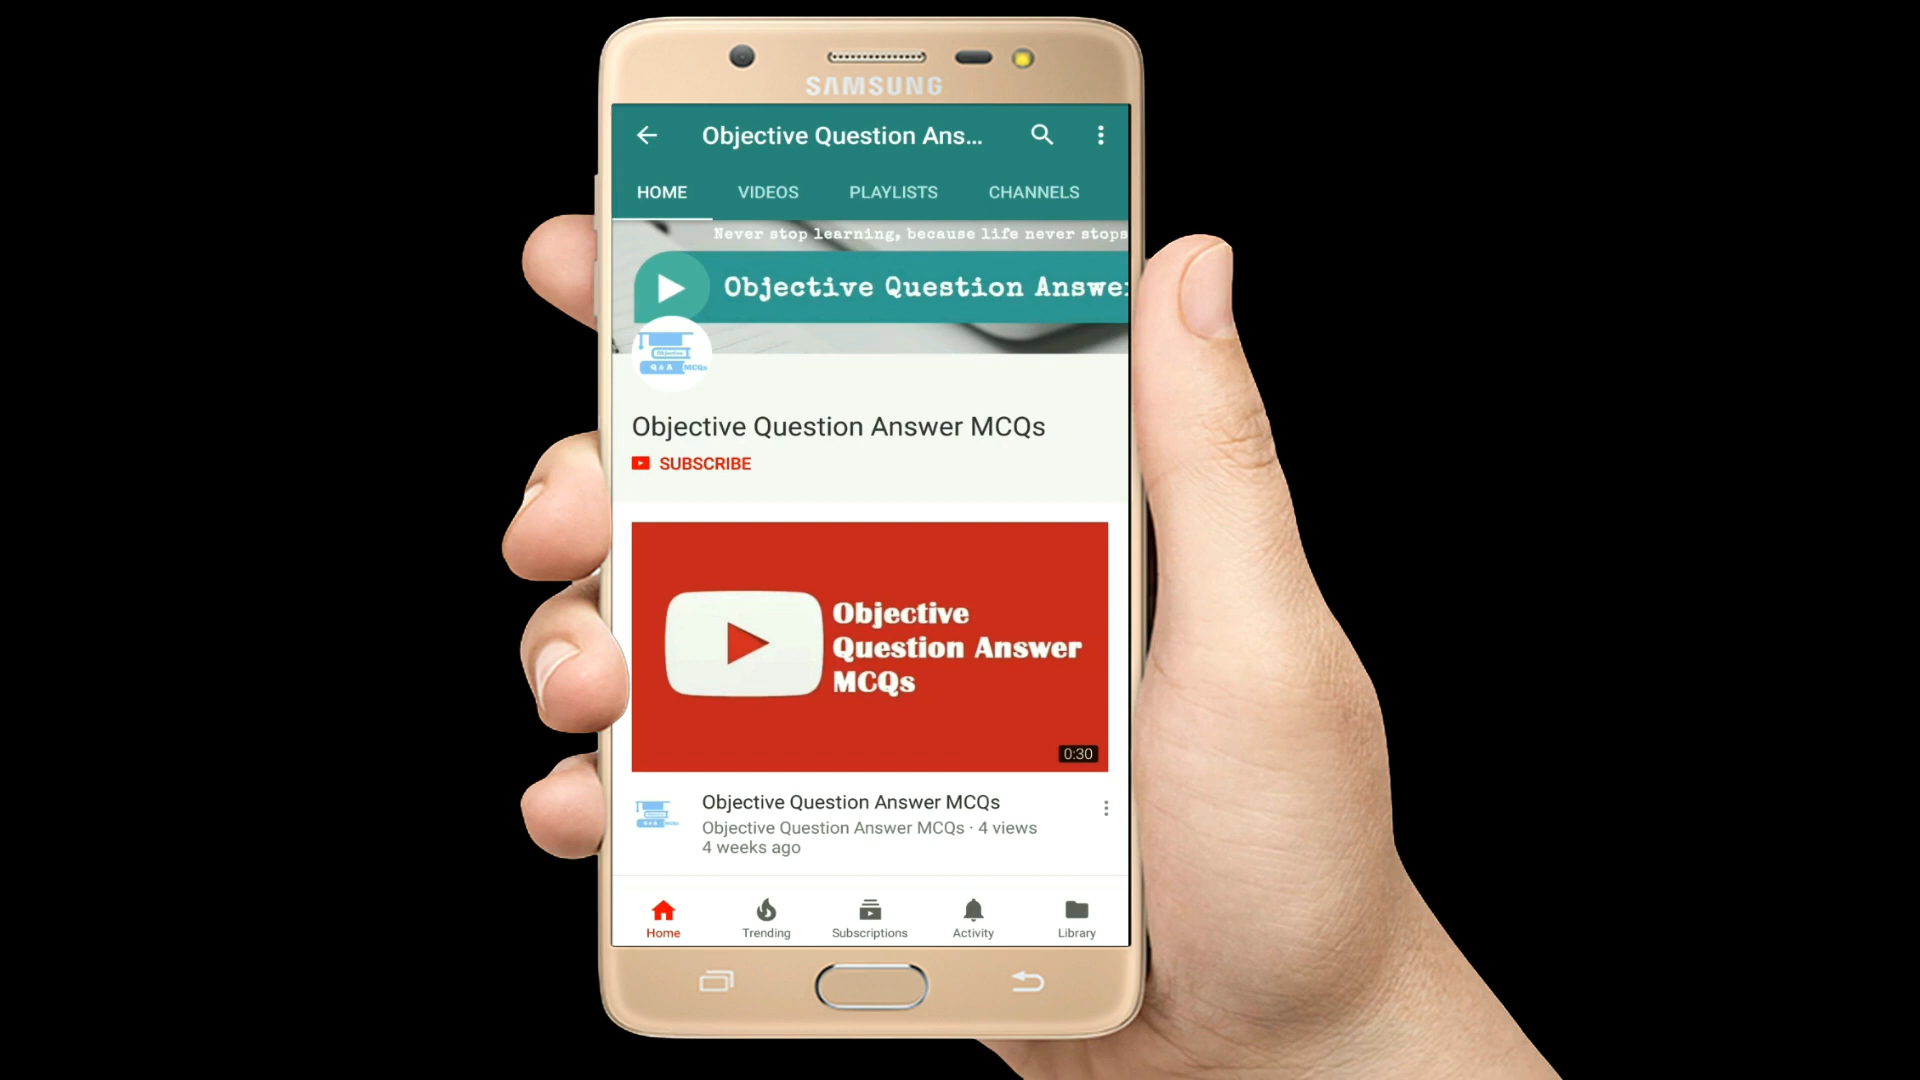 SAMSUNG
Objective Question Ans...
HOME VIDEOS PLAYLISTS CHANNELS
Never stop learning, because life never stops
Objective Question Answe
Objective
Q & A MCQs
Objective Question Answer MCQs
SUBSCRIBE
Objective
Question Answer
MCQs
0:30
Objective Question Answer MCQs
Objective Question Answer MCQs · 4 views
4 weeks ago
Home Trending Subscriptions Activity Library